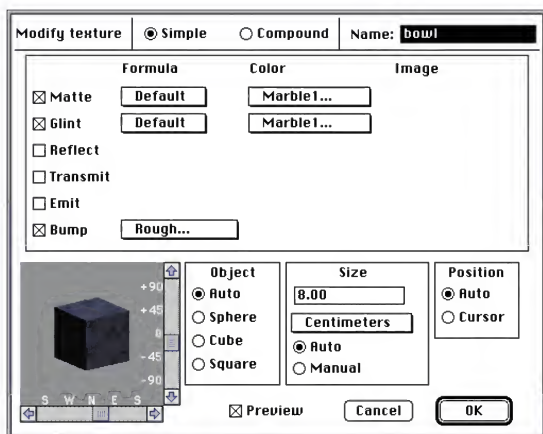 Modify texture Simple Compound Name: bowl
Formula Color Image
Matte Default Marble1...
Glint Default Marble1...
Reflect
Transmit
Emit
Bump Rough...
+90
+45
0
-45
-90
S W N E S
Object
Auto
Sphere
Cube
Square
Size
8.00
Centimeters
Auto
Manual
Position
Auto
Cursor
Preview Cancel OK